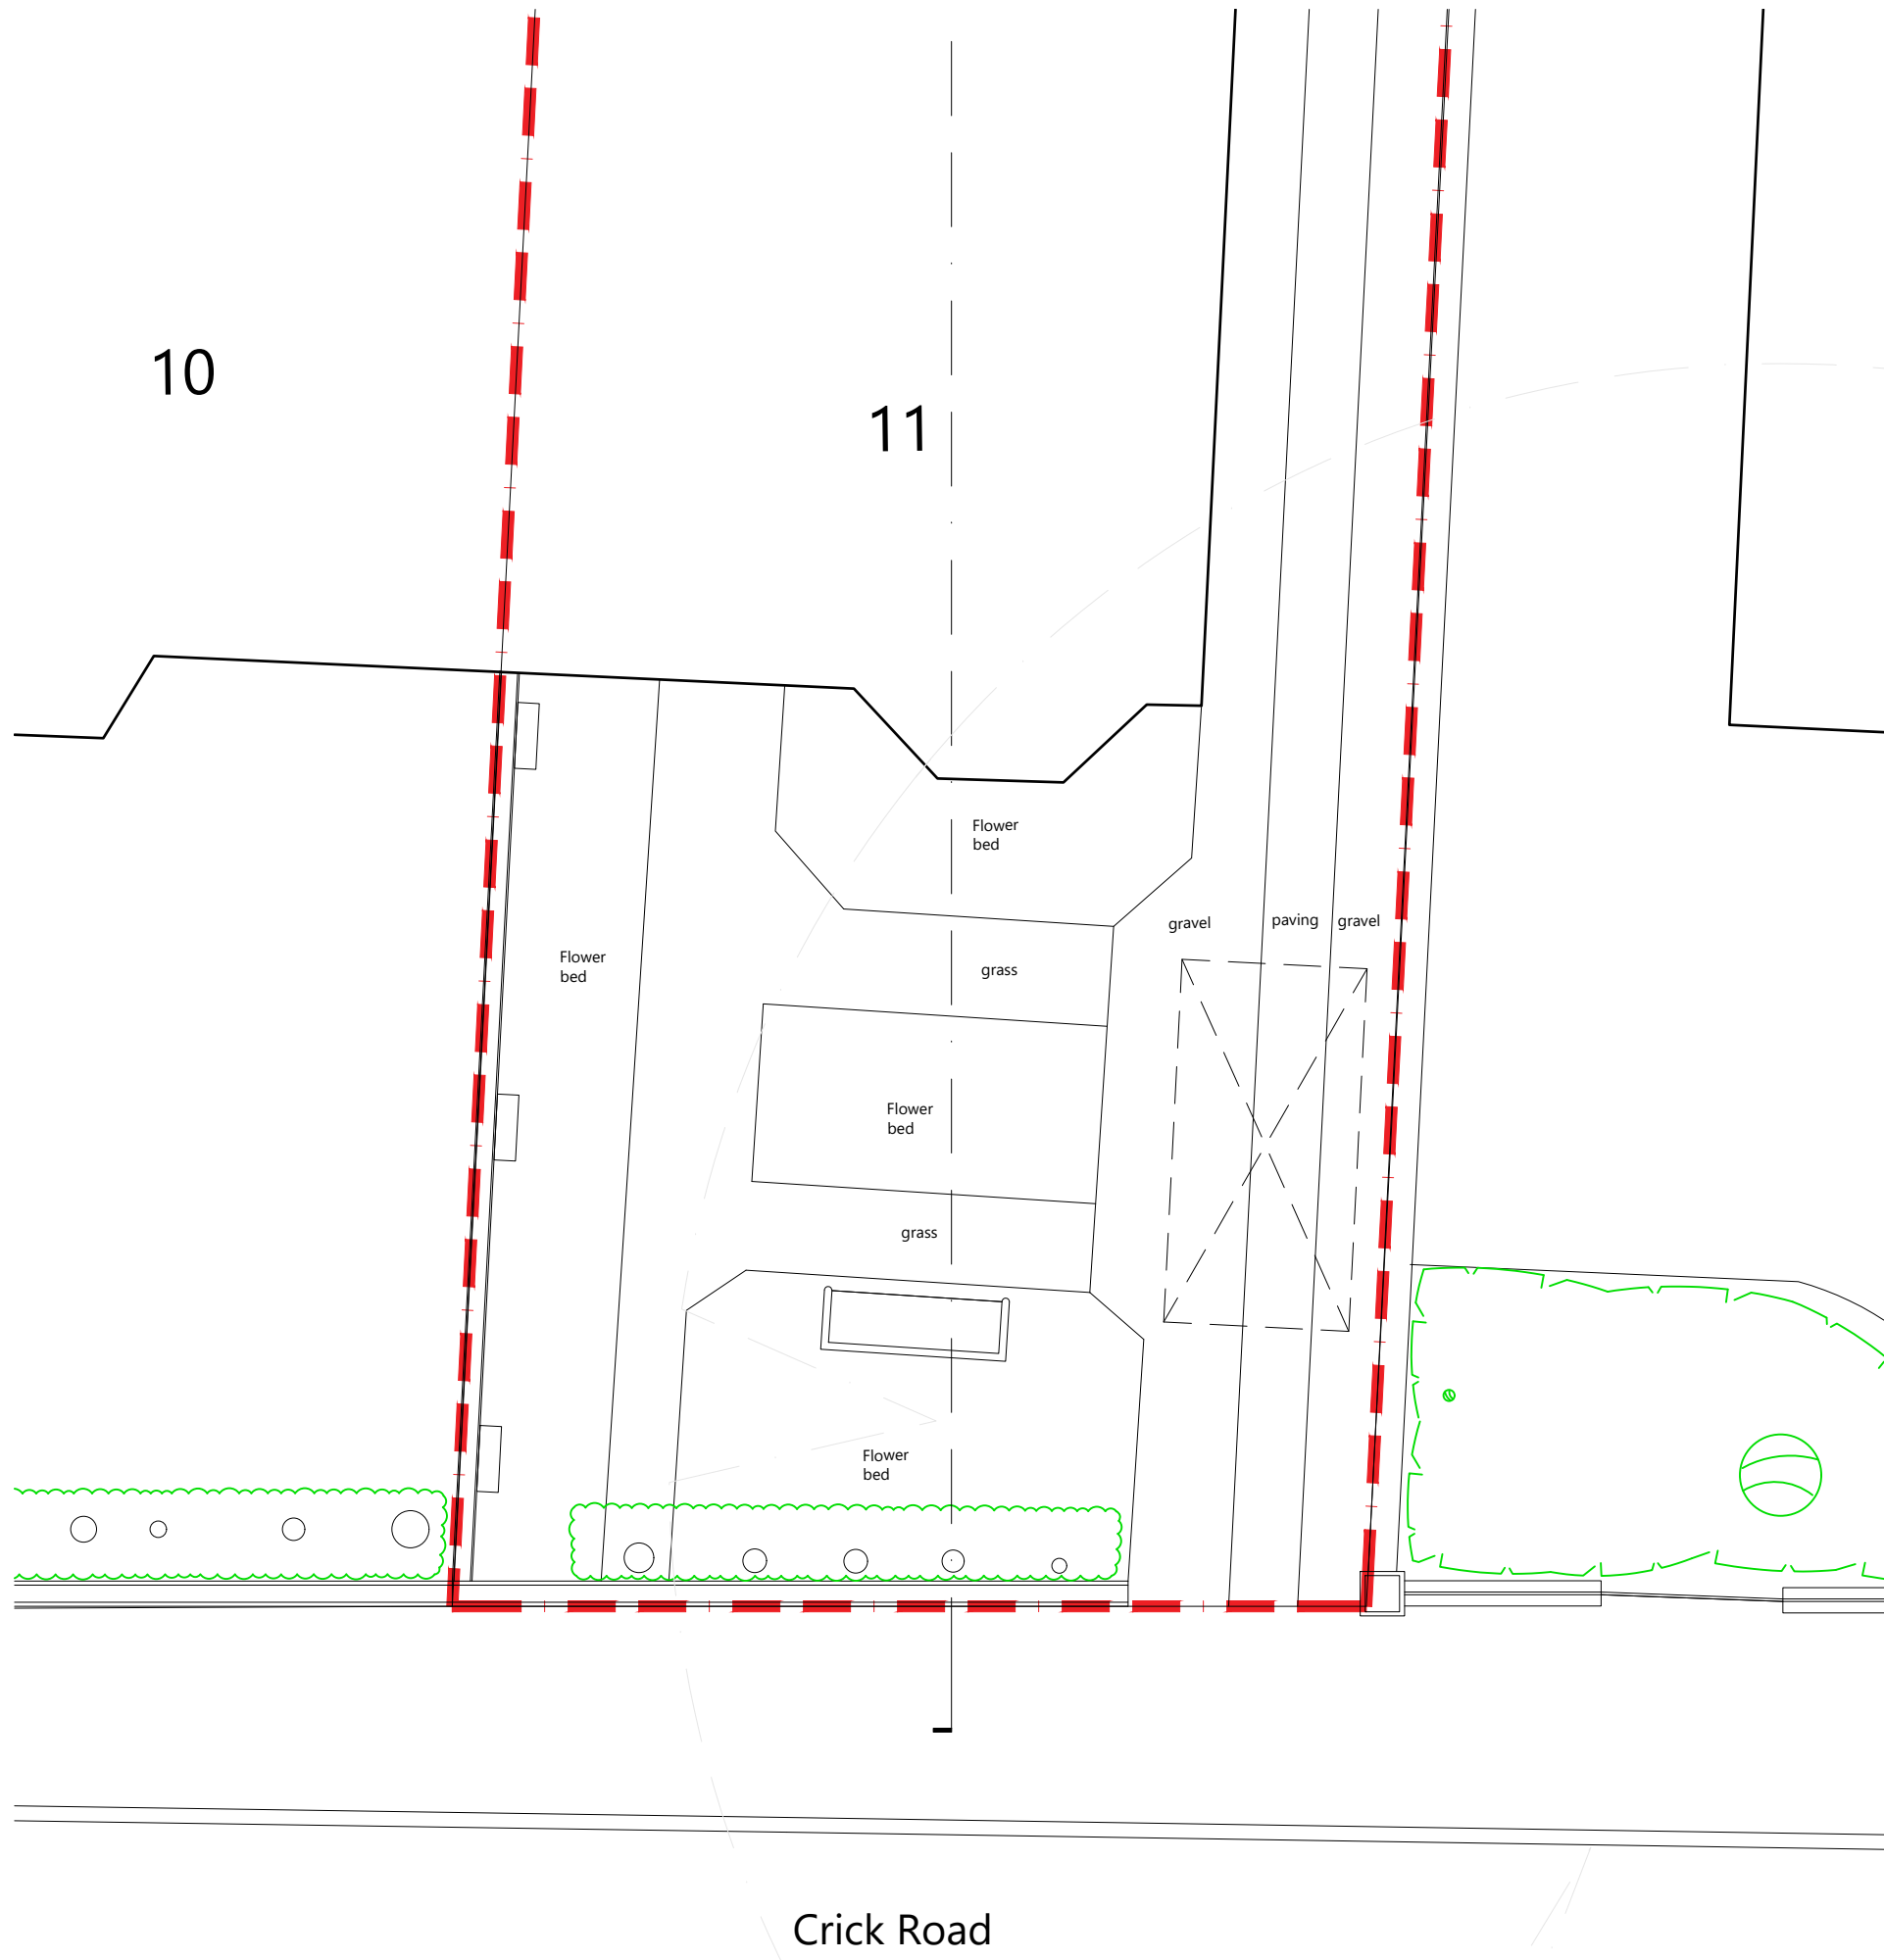 10
11
Flower
bed
gravel
paving
gravel
Flower
bed
grass
Flower
bed
grass
Flower
bed
Crick Road